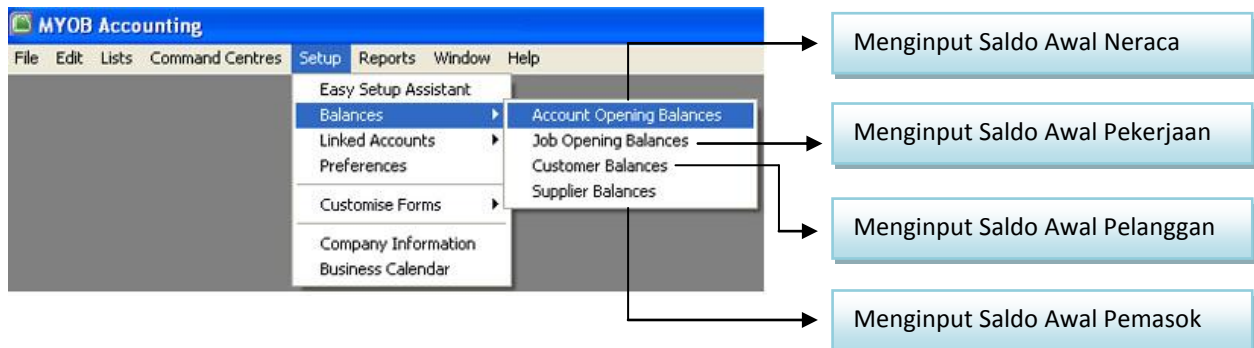 MYOB Accounting
File Edit Lists Command Centres Setup Reports Window Help
Easy Setup Assistant
Balances
Linked Accounts
Preferences
Customise Forms
Company Information
Business Calendar
Account Opening Balances
Job Opening Balances
Customer Balances
Supplier Balances
Menginput Saldo Awal Neraca
Menginput Saldo Awal Pekerjaan
Menginput Saldo Awal Pelanggan
Menginput Saldo Awal Pemasok